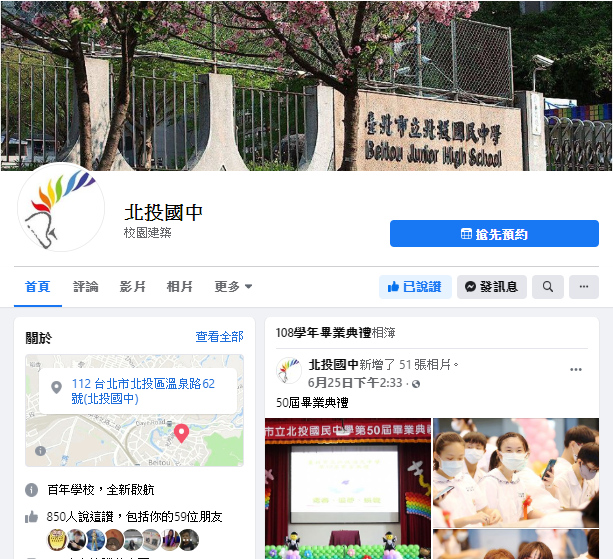 臺北市立北投國民中學
Beitou Junior High School
北投國中
校園建築
搶先預約
首頁
評論
影片
相片
更多
已說讚
發訊息
關於
查看全部
112 台北市北投區溫泉路62
號(北投國中)
Beitou
百年學校，全新啟航
850人說這讚，包括你的59位朋友
108學年畢業典禮相簿
北投國中新增了 51 張相片。
6月25日下午2:33
50屆畢業典禮
市立北投國民中學第50屆畢業典禮